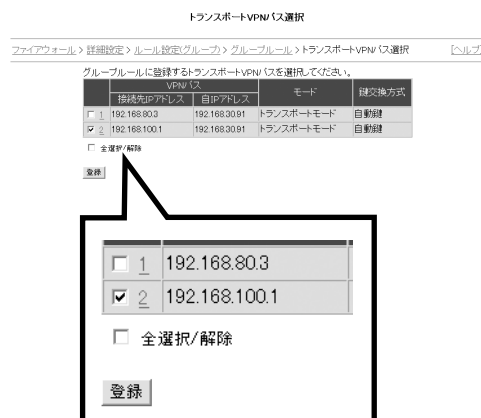 トランスポートVPNパス選択
ファイアウォール > 詳細設定 > ルール設定(グループ) > グループルール > トランスポートVPNパス選択 [ヘルプ]
グループルールに登録するトランスポートVPNパスを選択してください。
VPNパス モード 鍵交換方式
接続先IPアドレス 自IPアドレス
1 192.168.80.3 192.168.30.91 トランスポートモード 自動鍵
2 192.168.100.1 192.168.30.91 トランスポートモード 自動鍵
全選択/解除
登録
1 192.168.80.3
2 192.168.100.1
全選択/解除
登録